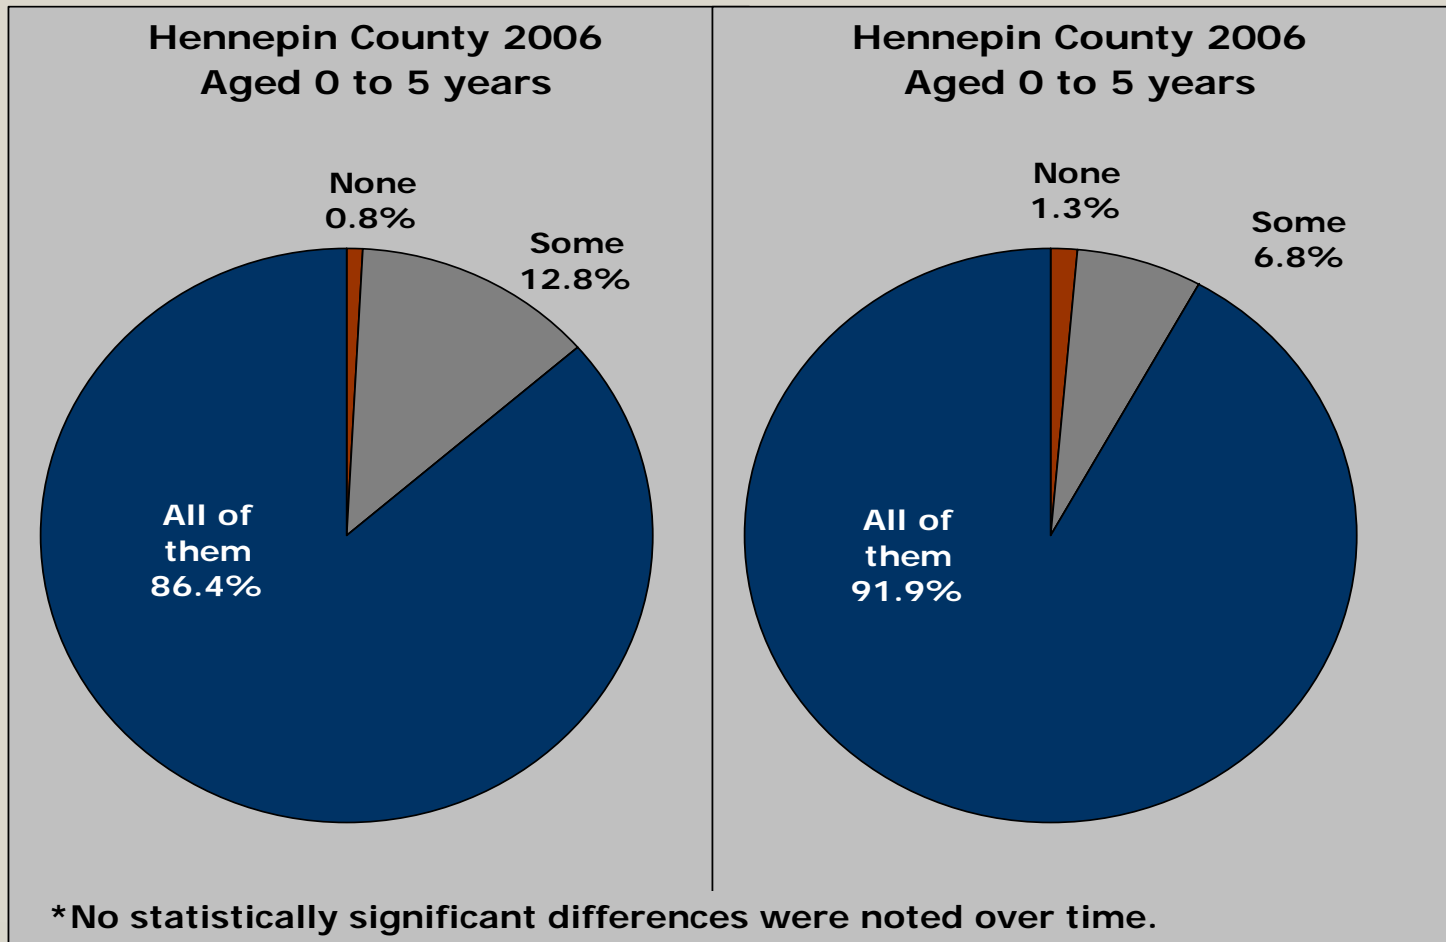 Hennepin County 2006
Aged 0 to 5 years
None
0.8%
Some
12.8%
All of
them
86.4%
Hennepin County 2006
Aged 0 to 5 years
None
1.3%
Some
6.8%
All of
them
91.9%
*No statistically significant differences were noted over time.